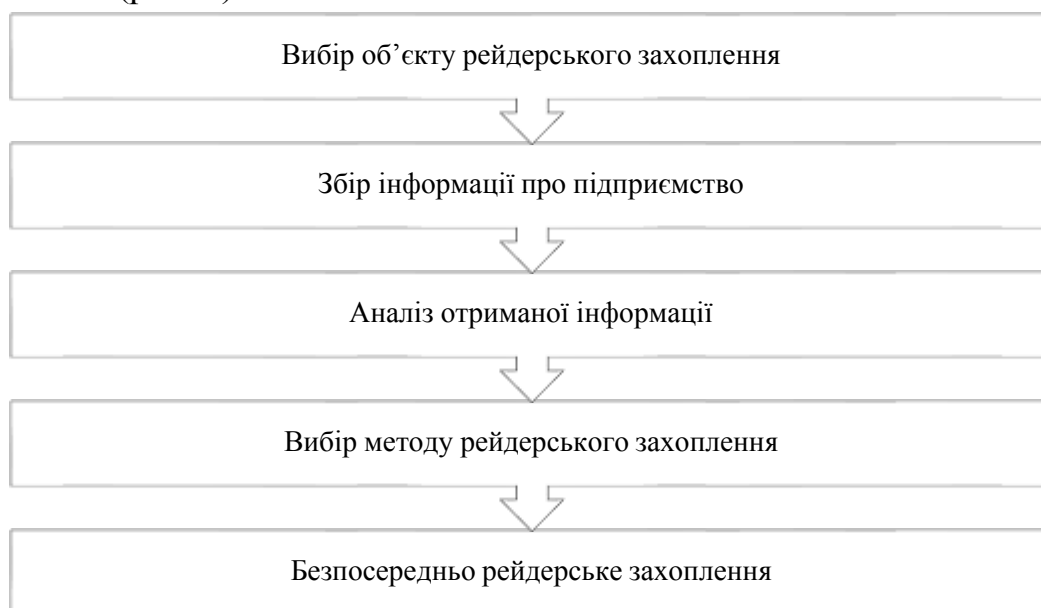 Вибір об’єкту рейдерського захоплення
Збір інформації про підприємство
Аналіз отриманої інформації
Вибір методу рейдерського захоплення
Безпосередньо рейдерське захоплення